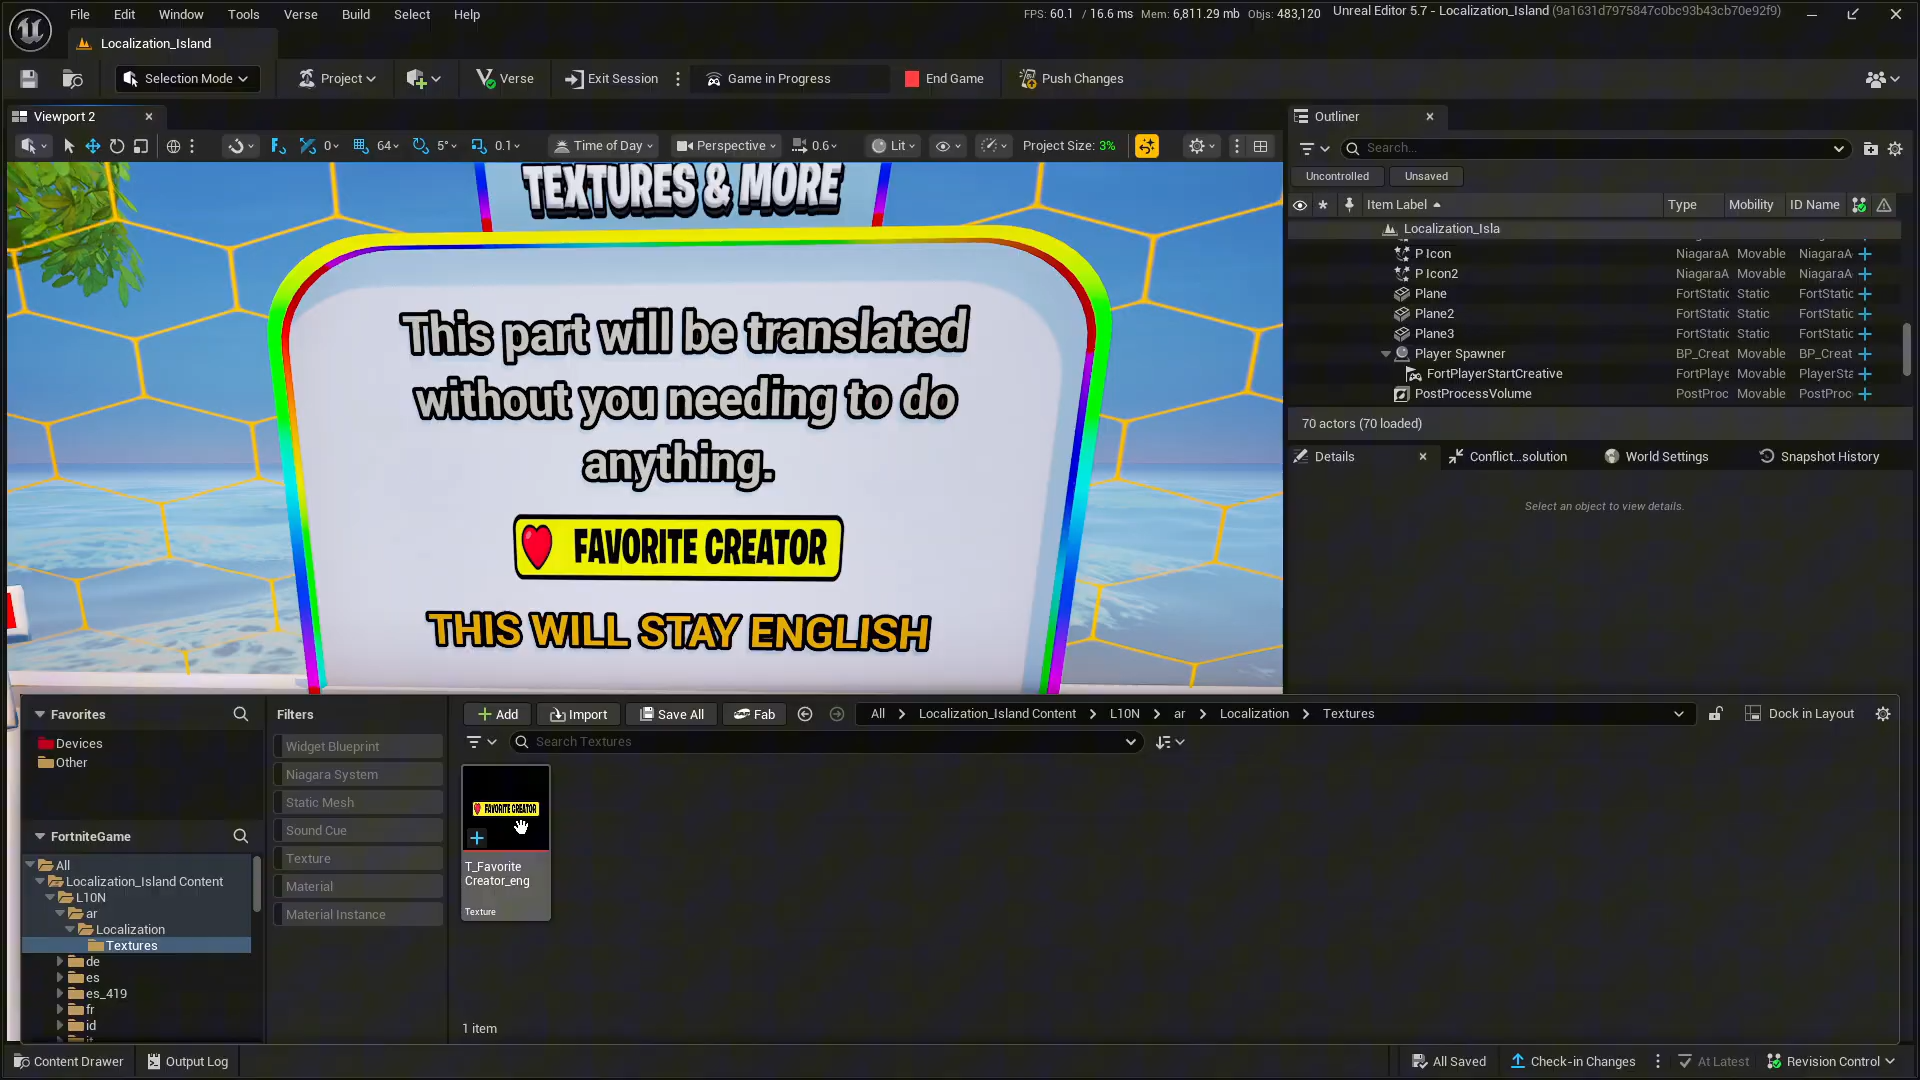 File Edit Window Tools Verse Build Select Help
FPS: 60.1 / 16.6 ms Mem: 6,811.29 mb Objs: 483,120
Unreal Editor 5.7 - Localization_Island (9a1631d7975847c0bc93b43cb70e92f9)
Localization_Island
Selection Mode
Project
Verse
Exit Session
Game in Progress
End Game
Push Changes
Viewport 2
0
64
5°
0.1
Time of Day
Perspective
0.6
Lit
Project Size: 3%
TEXTURES & MORE
This part will be translated
without you needing to do
anything.
FAVORITE CREATOR
THIS WILL STAY ENGLISH
Outliner
Search...
Uncontrolled Unsaved
Item Label Type Mobility ID Name
Localization_Isla
P Icon NiagaraA Movable NiagaraA
P Icon2 NiagaraA Movable NiagaraA
Plane FortStatic Static FortStatic
Plane2 FortStatic Static FortStatic
Plane3 FortStatic Static FortStatic
Player Spawner BP_Creat Movable BP_Creat
FortPlayerStartCreative FortPlaye Movable PlayerSta
PostProcessVolume PostProc Movable PostProc
70 actors (70 loaded)
Details
Conflict...solution
World Settings
Snapshot History
Select an object to view details.
Favorites
Devices
Other
FortniteGame
All
Localization_Island Content
L10N
ar
Localization
Textures
de
es
es_419
fr
id
Filters
Widget Blueprint
Niagara System
Static Mesh
Sound Cue
Texture
Material
Material Instance
Add
Import
Save All
Fab
All
Localization_Island Content
L10N
ar
Localization
Textures
Dock in Layout
Search Textures
FAVORITE CREATOR
T_Favorite
Creator_eng
Texture
1 item
Content Drawer
Output Log
All Saved
Check-in Changes
At Latest
Revision Control